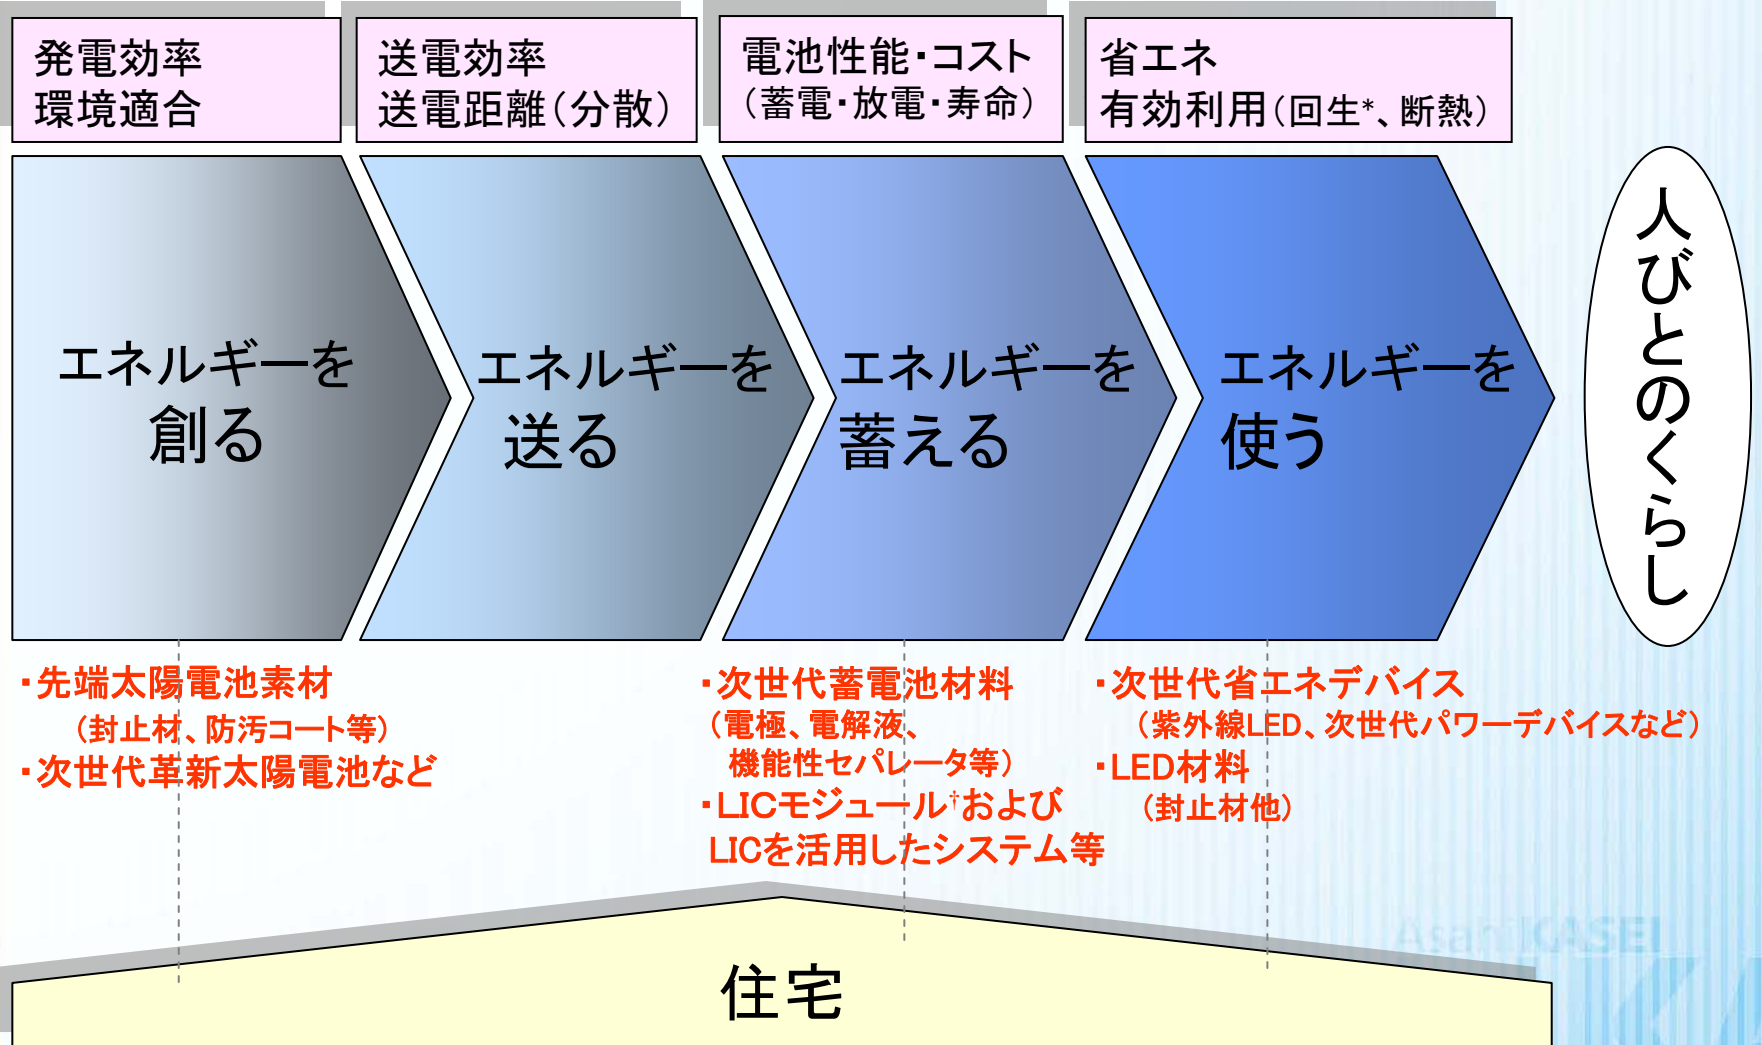 発電効率
環境適合
送電効率
送電距離（分散）
電池性能・コスト
（蓄電・放電・寿命）
省エネ
有効利用（回生*、断熱）
エネルギーを
創る
エネルギーを
送る
エネルギーを
蓄える
エネルギーを
使う
人びとのくらし
・先端太陽電池素材
（封止材、防汚コート等）
・次世代革新太陽電池など
・次世代蓄電池材料
（電極、電解液、
機能性セパレータ等）
・LICモジュール†および
LICを活用したシステム等
・次世代省エネデバイス
（紫外線LED、次世代パワーデバイスなど）
・LED材料
（封止材他）
住宅
AsahiKASEI